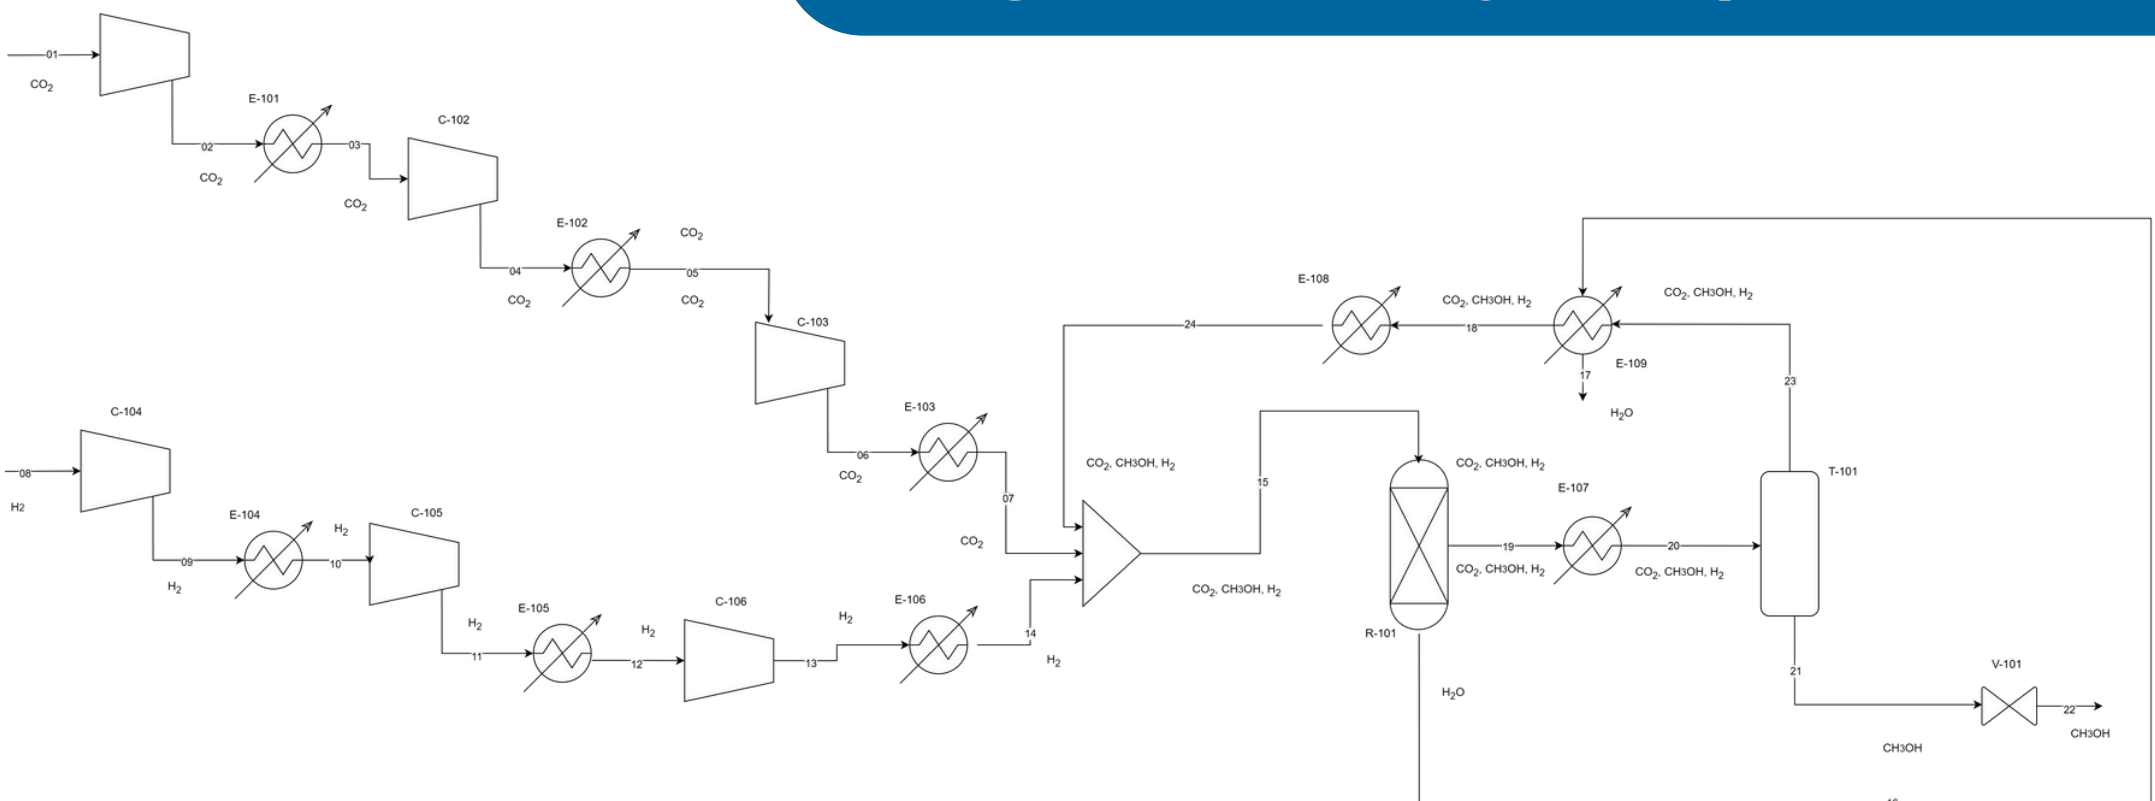 01
CO2
E-101
02
CO2
03
CO2
C-102
E-102
04
CO2
CO2
05
CO2
C-103
E-103
06
CO2
07
CO2
C-104
08
H2
09
H2
E-104
H2
10
C-105
H2
11
E-105
H2
12
C-106
13
H2
E-106
14
H2
CO2, CH3OH, H2
24
E-108
CO2, CH3OH, H2
18
E-109
17
H2O
CO2, CH3OH, H2
23
15
CO2, CH3OH, H2
R-101
H2O
CO2, CH3OH, H2
19
CO2, CH3OH, H2
E-107
20
CO2, CH3OH, H2
T-101
21
V-101
22
CH3OH
CH3OH